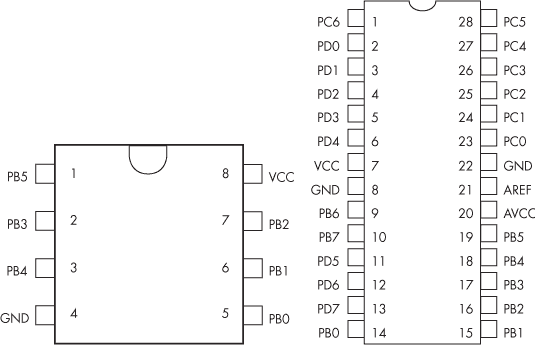 PB5 1 8 VCC
PB3 2 7 PB2
PB4 3 6 PB1
GND 4 5 PB0
PC6 1 28 PC5
PD0 2 27 PC4
PD1 3 26 PC3
PD2 4 25 PC2
PD3 5 24 PC1
PD4 6 23 PC0
VCC 7 22 GND
GND 8 21 AREF
PB6 9 20 AVCC
PB7 10 19 PB5
PD5 11 18 PB4
PD6 12 17 PB3
PD7 13 16 PB2
PB0 14 15 PB1